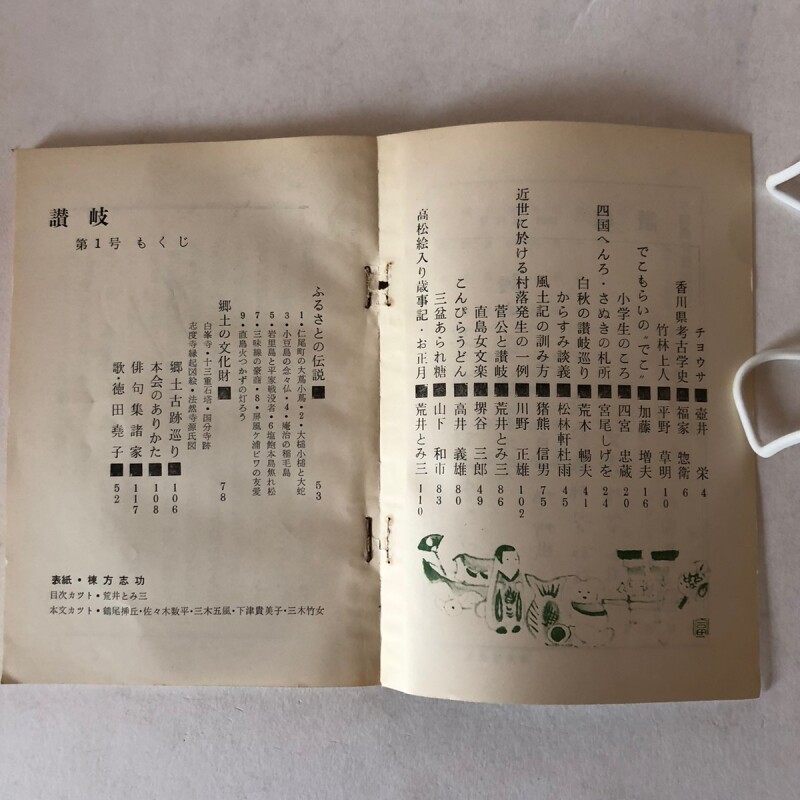 チョウサ■壺井 栄 4
香川県考古学史■福家 惣衛 6
竹林上人■平野 草明 10
でこもらいの"でこ"■加藤 増夫 16
小学生のころ■四宮 忠蔵 20
四国へんろ・さぬきの札所■宮尾しげを 24
白秋の讃岐巡り■荒木 暢夫 41
からすみ談義■松林軒杜雨 45
風土記の訓み方■猪熊 信男 75
近世に於ける村落発生の一例■川野 正雄 102
菅公と讃岐■荒井とみ三 86
直島女文楽■堺谷 三郎 49
こんぴらうどん■高井 義雄 80
三盆あられ糖■山下 和市 83
高松絵入り歳事記・お正月■荒井とみ三 110
讃岐
第1号 もくじ
ふるさとの伝説■ 53
1・仁尾町の大蔦小蔦・2・大槌小槌と大蛇
3・小豆島の念々仏・4・庵治の稲毛島
5・岩里島と平家戦没者・6塩飽本島焦れ松
7・三味線の褒商・8・屏風ケ浦ビワの友愛
9・直島火つかずの灯ろう
郷土の文化財■ 78
白峯寺・十三重石塔・国分寺跡
志度寺縁起図絵・法然寺源氏図
郷土古跡巡り■106
本会のありかた■108
俳句集諸家■117
歌・徳田堯子■52
表紙・棟方志功
目次カット・荒井とみ三
本文カット・鶴尾挿丘・佐々木数平・三木五風・下津貴美子・三木竹女